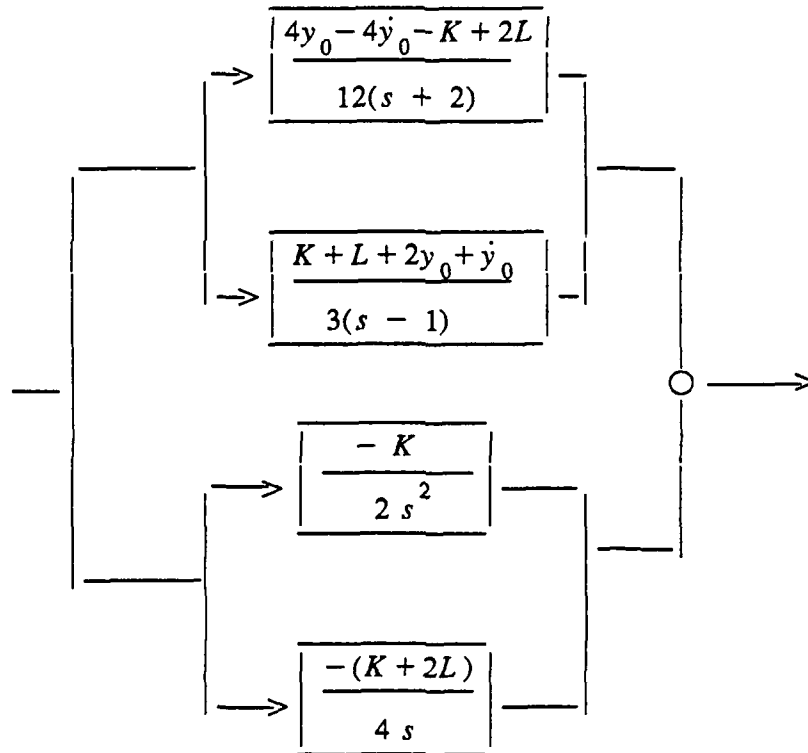 4y₀ − 4ẏ₀ − K + 2L
12(s + 2)
K + L + 2y₀ + ẏ₀
3(s − 1)
− K
2 s²
−(K + 2L)
4 s